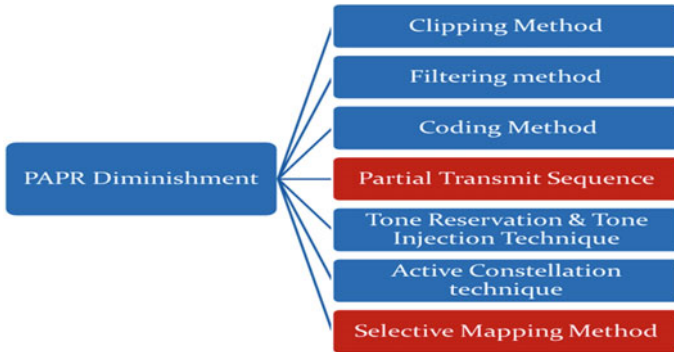 Clipping Method
Filtering method
Coding Method
PAPR Diminishment
Partial Transmit Sequence
Tone Reservation & Tone
Injection Technique
Active Constellation
technique
Selective Mapping Method